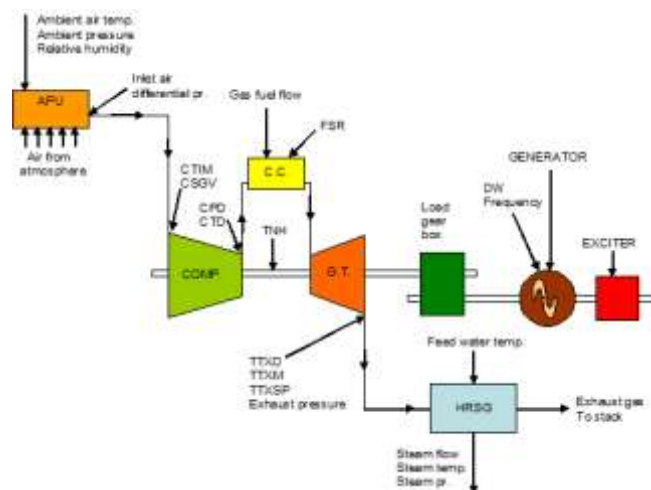 Ambient air temp.
Ambient pressure
Relative humidity
Inlet air
differential pr.
AFU
Air from
atmosphere
Gas fuel flow
FSR
C.C.
CTIM
CSGV
CPD
CTD
TNH
COMP
G.T.
Load
gear
box
GENERATOR
DW
Frequency
EXCITER
TTXD
TTXM
TTXSP
Exhaust pressure
Feed water temp.
HRSG
Exhaust gas
To stack
Steam flow
Steam temp.
Steam pr.